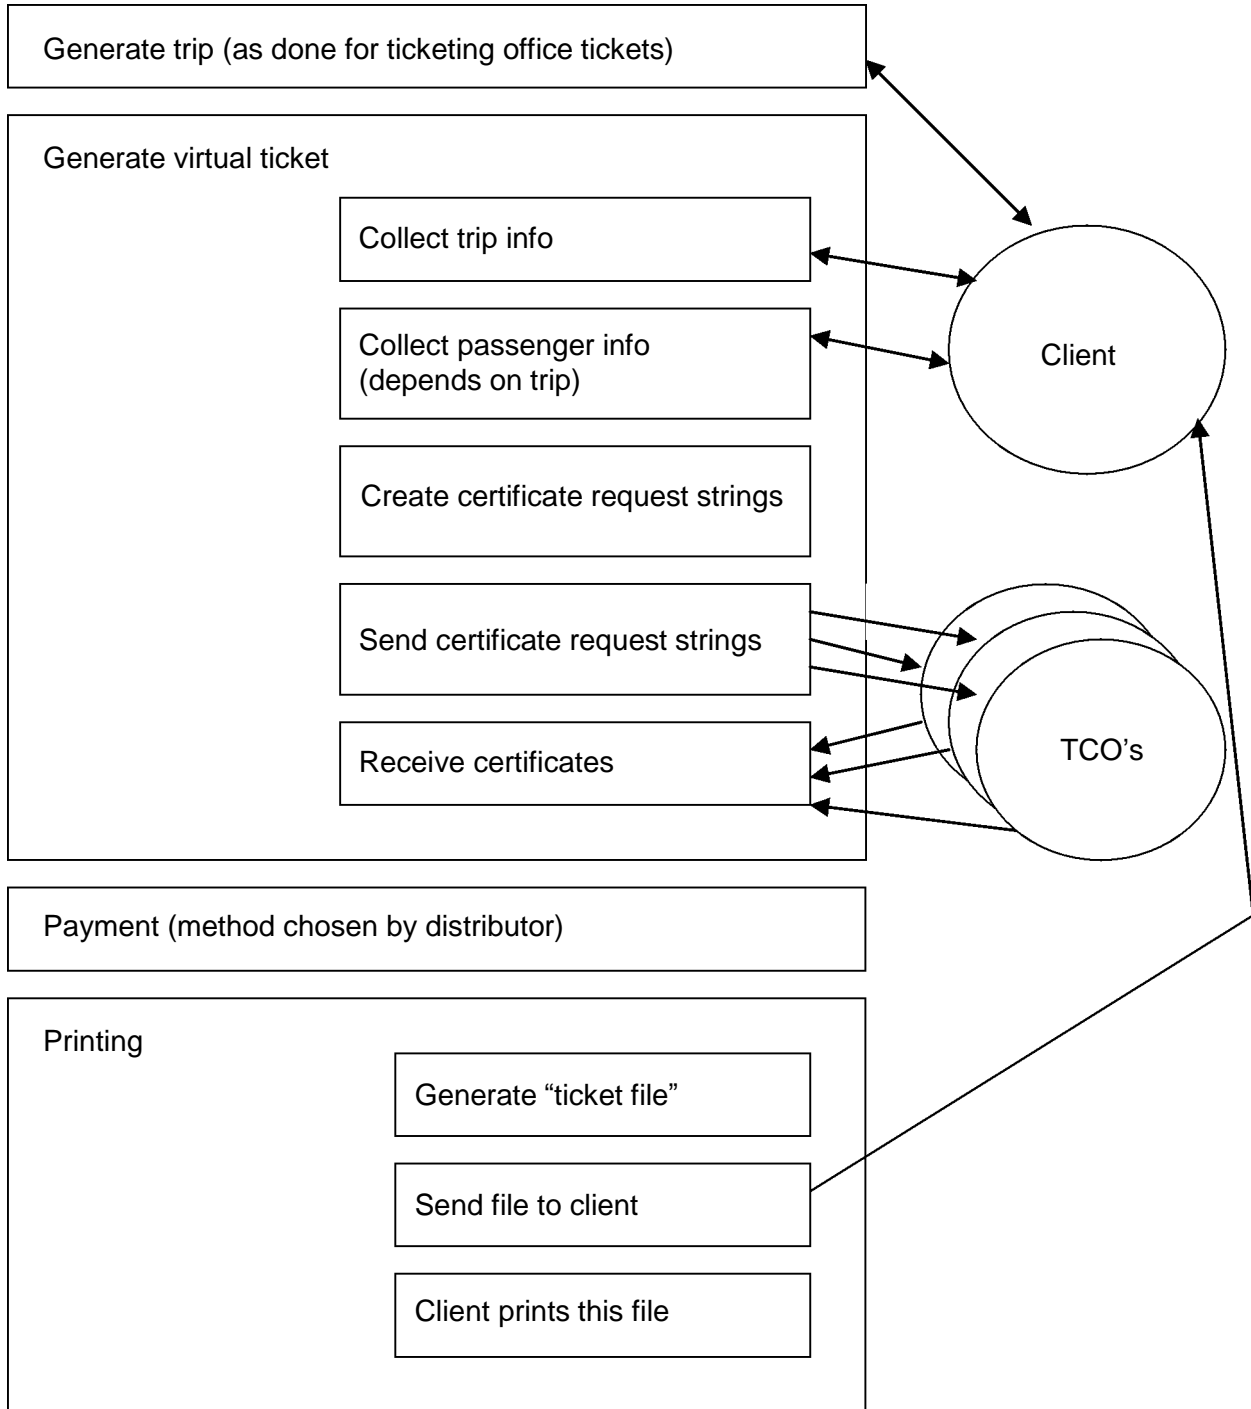 Generate trip (as done for ticketing office tickets)
Generate virtual ticket
Collect trip info
Collect passenger info
(depends on trip)
Client
Create certificate request strings
Send certificate request strings
TCO's
Receive certificates
Payment (method chosen by distributor)
Printing
Generate “ticket file”
Send file to client
Client prints this file